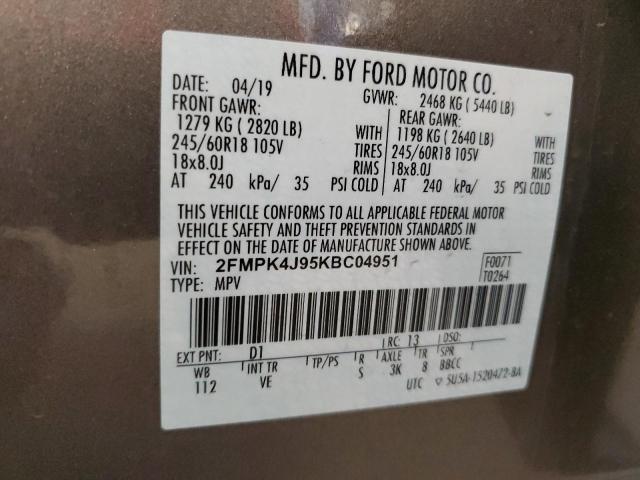 MFD. BY FORD MOTOR CO.
DATE: 04/19 GVWR: 2468 KG ( 5440 LB)
FRONT GAWR: REAR GAWR:
1279 KG ( 2820 LB) WITH 1198 KG ( 2640 LB) WITH
245/60R18 105V TIRES 245/60R18 105V TIRES
18x8.0J RIMS 18x8.0J RIMS
AT 240 kPa/ 35 PSI COLD AT 240 kPa/ 35 PSI COLD
THIS VEHICLE CONFORMS TO ALL APPLICABLE FEDERAL MOTOR
VEHICLE SAFETY AND THEFT PREVENTION STANDARDS IN
EFFECT ON THE DATE OF MANUFACTURE SHOWN ABOVE.
VIN: 2FMPK4J95KBC04951 F0071
TYPE: MPV T0264
EXT PNT: D1 RC: 13 DSO:
WB INT TR TP/PS R AXLE TR SPR
112 VE S 3K 8 BBCC
UTC ▽ 5U5A-1520472-BA